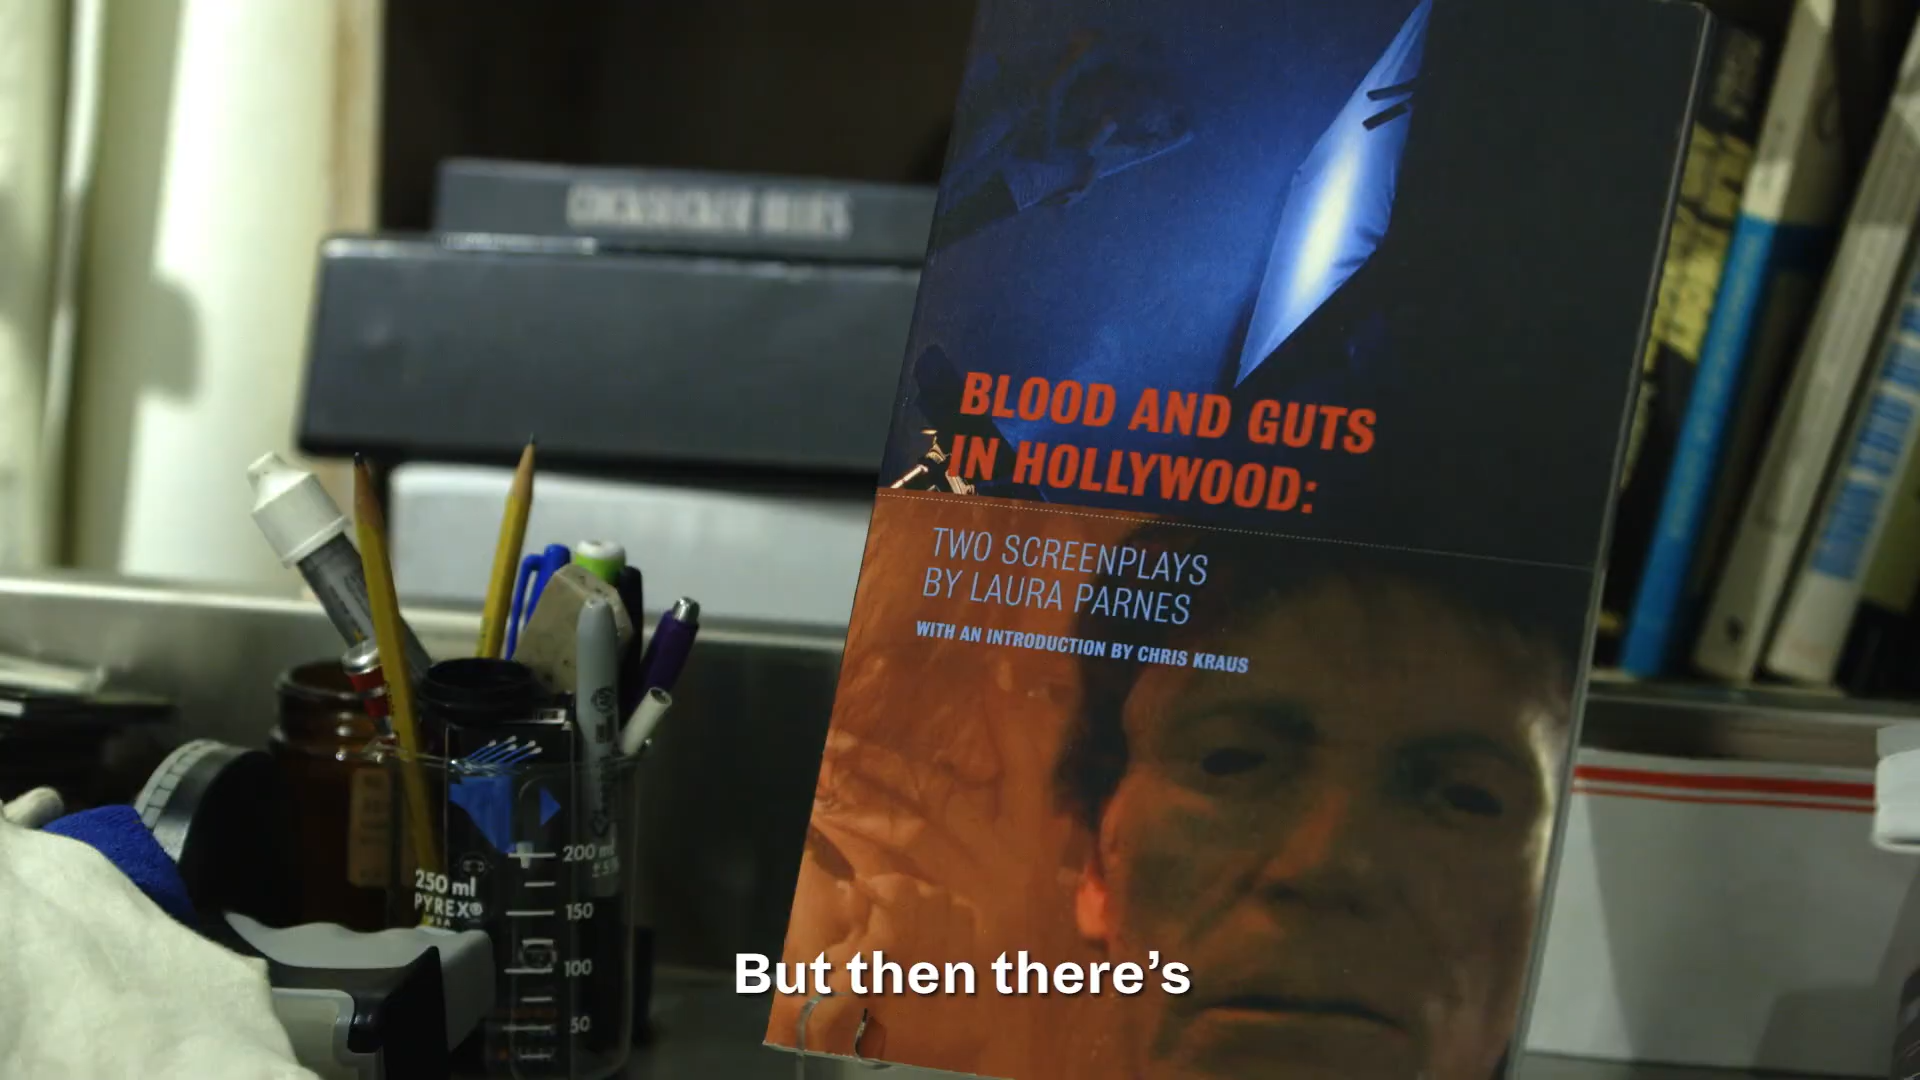 BLOOD AND GUTS
IN HOLLYWOOD:
TWO SCREENPLAYS
BY LAURA PARNES
WITH AN INTRODUCTION BY CHRIS KRAUS
250 ml
PYREX®
200 ml
150
100
50
But then there's